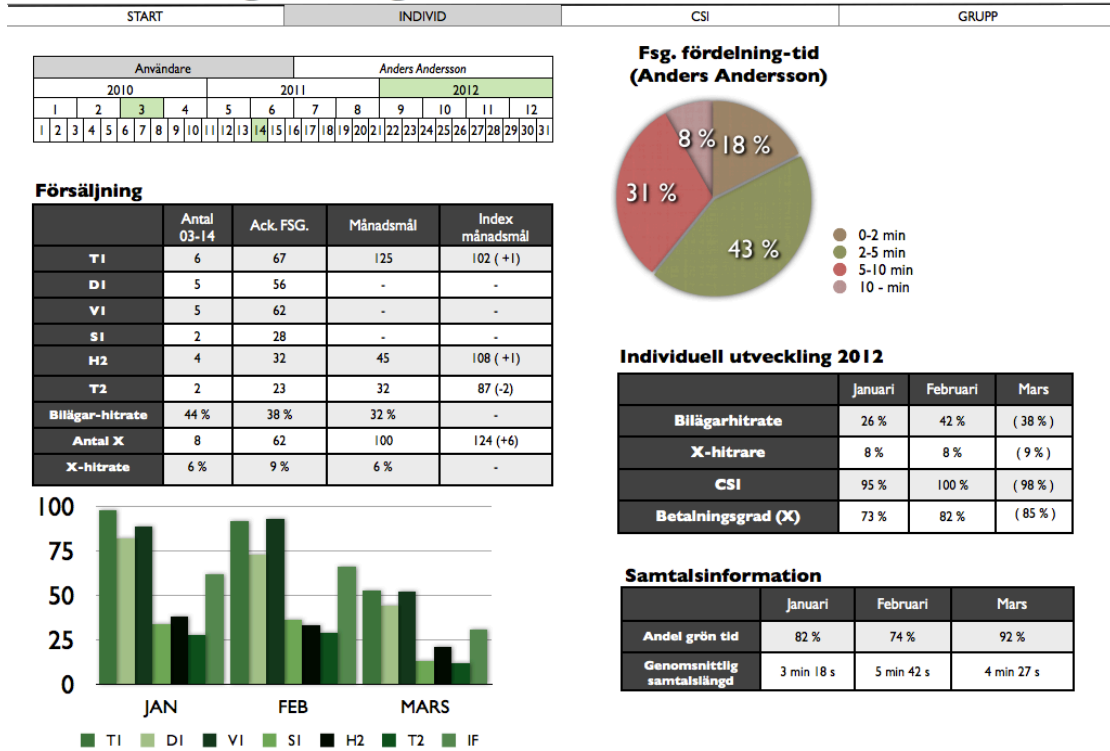 START INDIVID CSI GRUPP
Användare Anders Andersson
2010 2011 2012
1 2 3 4 5 6 7 8 9 10 11 12
1 2 3 4 5 6 7 8 9 10 11 12 13 14 15 16 17 18 19 20 21 22 23 24 25 26 27 28 29 30 31
Försäljning
Antal 03-14 Ack. FSG. Månadsmål Index månadsmål
T1 6 67 125 102 ( +1)
D1 5 56 - -
V1 5 62 - -
S1 2 28 - -
H2 4 32 45 108 ( +1)
T2 2 23 32 87 (-2)
Bilägar-hitrate 44 % 38 % 32 % -
Antal X 8 62 100 124 (+6)
X-hitrate 6 % 9 % 6 % -
100
75
50
25
0
JAN FEB MARS
T1 D1 V1 S1 H2 T2 IF
Fsg. fördelning-tid
(Anders Andersson)
8 % 18 %
31 %
43 %
0-2 min
2-5 min
5-10 min
10 - min
Individuell utveckling 2012
Januari Februari Mars
Bilägarhitrate 26 % 42 % ( 38 % )
X-hitrare 8 % 8 % ( 9 % )
CSI 95 % 100 % ( 98 % )
Betalningsgrad (X) 73 % 82 % ( 85 % )
Samtalsinformation
Januari Februari Mars
Andel grön tid 82 % 74 % 92 %
Genomsnittlig samtalslängd 3 min 18 s 5 min 42 s 4 min 27 s